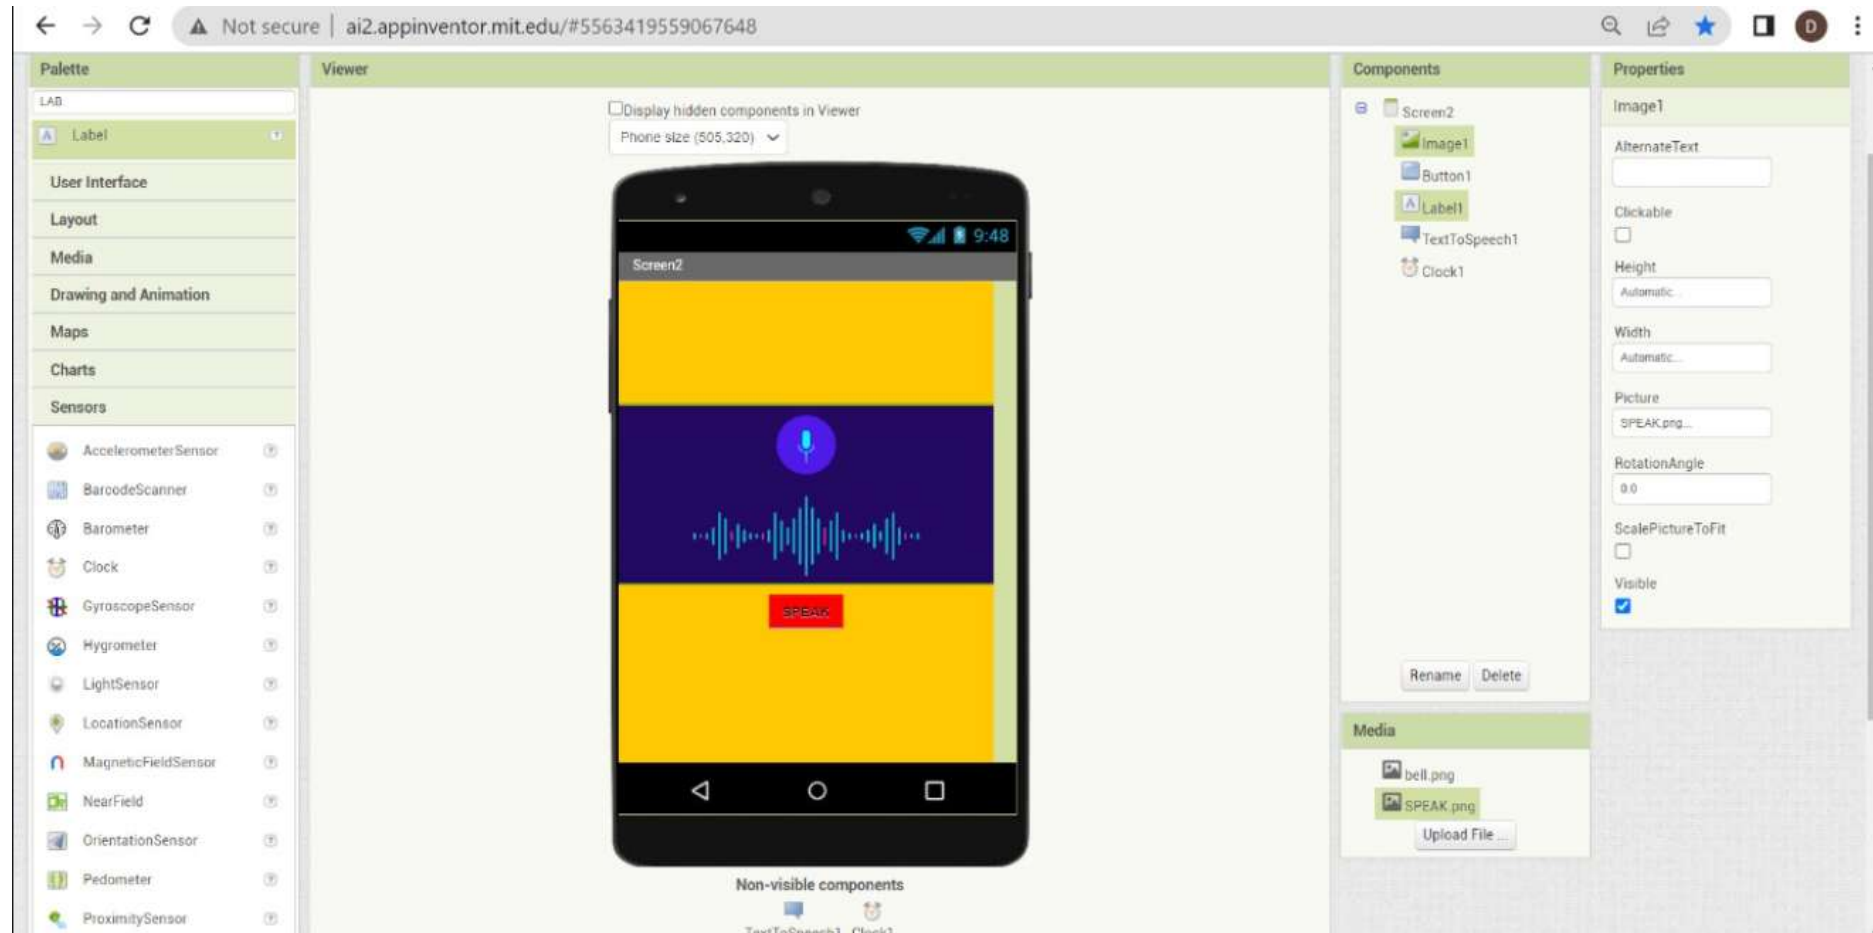 Not secure | ai2.appinventor.mit.edu/#5563419559067648
D
Palette
LAB
Label
User Interface
Layout
Media
Drawing and Animation
Maps
Charts
Sensors
AccelerometerSensor
BarcodeScanner
Barometer
Clock
GyroscopeSensor
Hygrometer
LightSensor
LocationSensor
MagneticFieldSensor
NearField
OrientationSensor
Pedometer
ProximitySensor
Viewer
Display hidden components in Viewer
Phone size (505,320)
9:48
Screen2
SPEAK
Non-visible components
TextToSpeech1 Clock1
Components
Screen2
Image1
Button1
Label1
TextToSpeech1
Clock1
Rename Delete
Media
bell.png
SPEAK.png
Upload File ...
Properties
Image1
AlternateText
Clickable
Height
Automatic...
Width
Automatic...
Picture
SPEAK.png...
RotationAngle
0.0
ScalePictureToFit
Visible